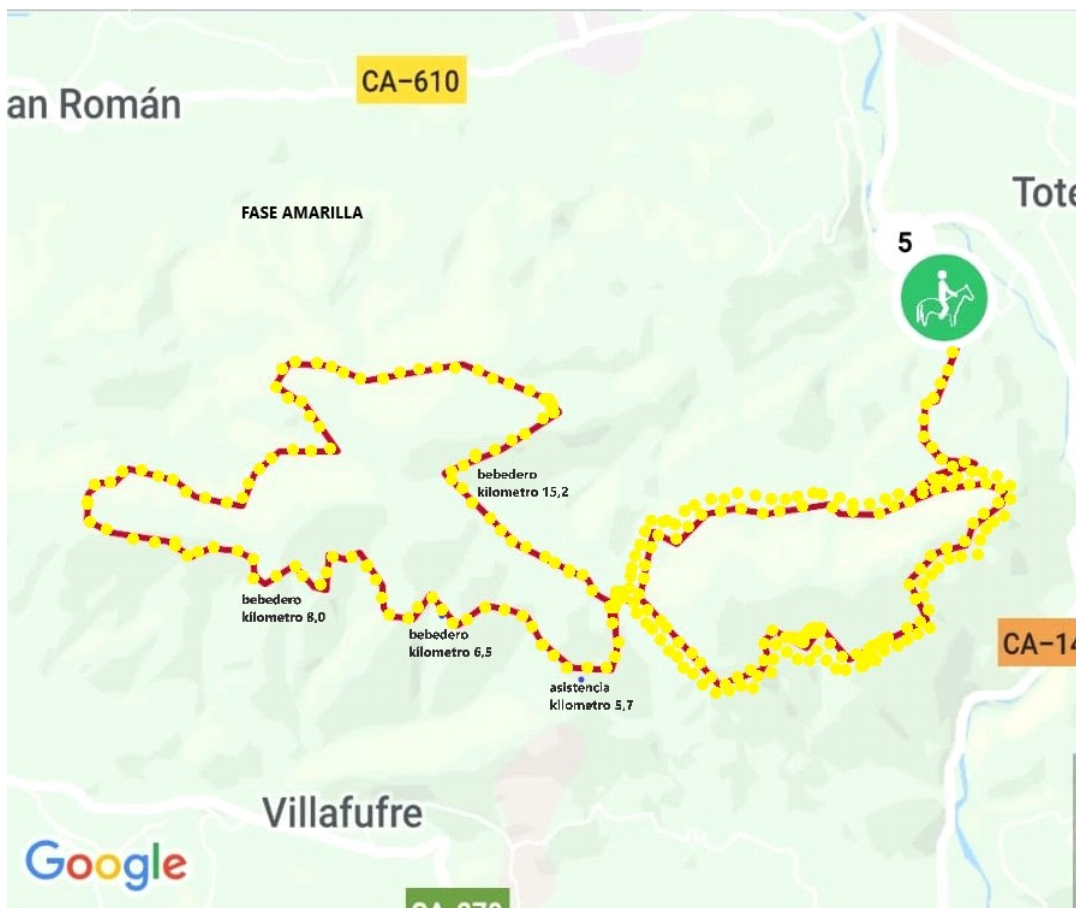 CA-610
an Román
Tote
FASE AMARILLA
5
bebedero
kilometro 15,2
bebedero
kilometro 8,0
bebedero
kilometro 6,5
CA-14
asistencia
kilometro 5,7
Villafufre
Google